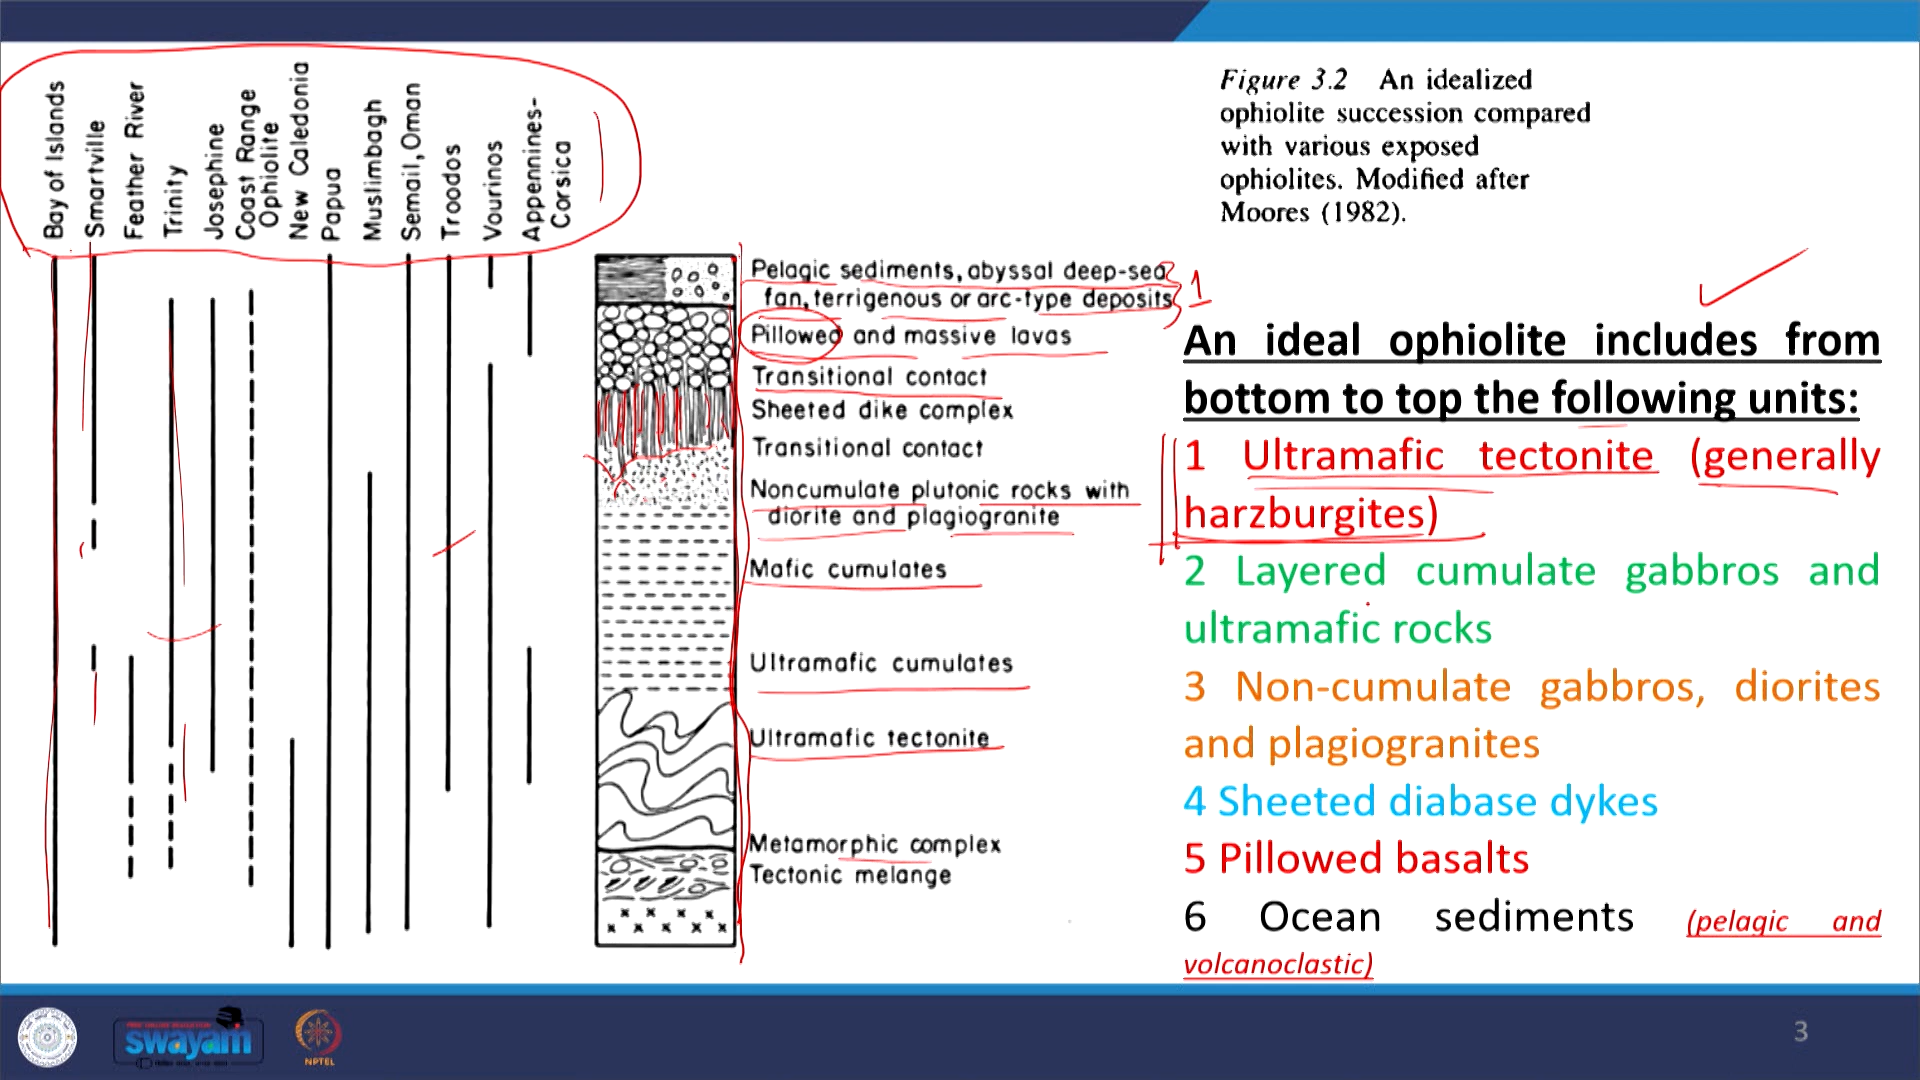 Bay of Islands
Smartville
Feather River
Trinity
Josephine
Coast Range
Ophiolite
New Caledonia
Papua
Muslimbagh
Semail, Oman
Troodos
Vourinos
Appennines-
Corsica
Pelagic sediments, abyssal deep-sea
fan, terrigenous or arc-type deposits
1
Pillowed and massive lavas
Transitional contact
Sheeted dike complex
Transitional contact
Noncumulate plutonic rocks with
diorite and plagiogranite
Mafic cumulates
Ultramafic cumulates
Ultramafic tectonite
Metamorphic complex
Tectonic melange
Figure 3.2 An idealized
ophiolite succession compared
with various exposed
ophiolites. Modified after
Moores (1982).
An ideal ophiolite includes from
bottom to top the following units:
1 Ultramafic tectonite (generally
harzburgites)
2 Layered cumulate gabbros and
ultramafic rocks
3 Non-cumulate gabbros, diorites
and plagiogranites
4 Sheeted diabase dykes
5 Pillowed basalts
6 Ocean sediments (pelagic and
volcanoclastic)
swayam
NPTEL
3